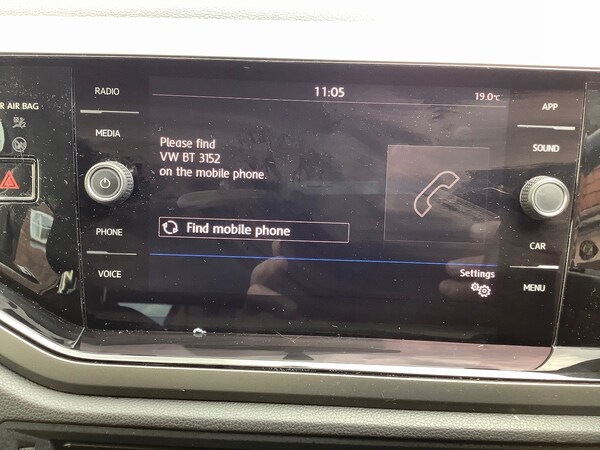 RADIO
11:05
19.0°C
APP
R AIR BAG
MEDIA
SOUND
Please find
VW BT 3152
on the mobile phone.
PHONE
Find mobile phone
CAR
VOICE
Settings
MENU